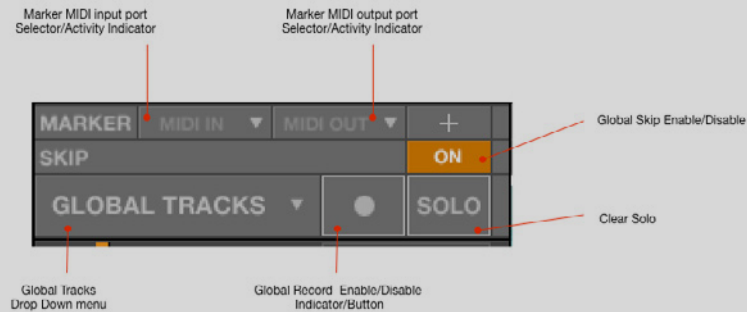 Marker MIDI input port
Selector/Activity Indicator
Marker MIDI output port
Selector/Activity Indicator
MARKER MIDI IN MIDI OUT +
Global Skip Enable/Disable
SKIP ON
GLOBAL TRACKS SOLO
Clear Solo
Global Tracks
Drop Down menu
Global Record Enable/Disable
Indicator/Button